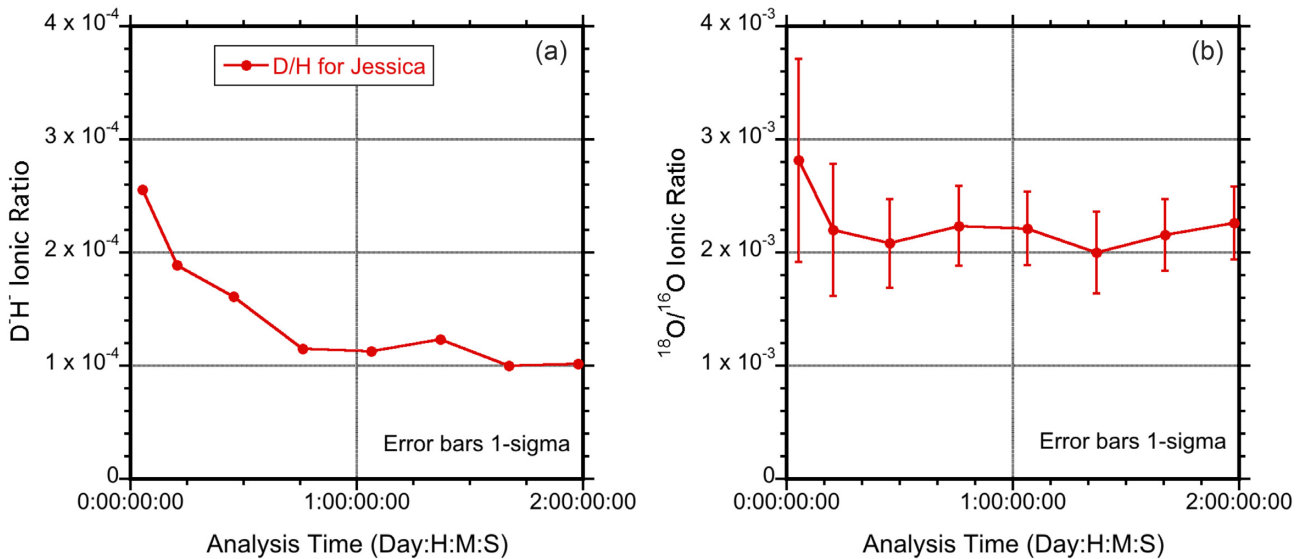 (a)
D/H for Jessica
4 x 10⁻⁴
3 x 10⁻⁴
2 x 10⁻⁴
1 x 10⁻⁴
0
D⁻H⁻ Ionic Ratio
Error bars 1-sigma
0:00:00:00 1:00:00:00 2:00:00:00
Analysis Time (Day:H:M:S)
(b)
4 x 10⁻³
3 x 10⁻³
2 x 10⁻³
1 x 10⁻³
0
¹⁸O/¹⁶O Ionic Ratio
Error bars 1-sigma
0:00:00:00 1:00:00:00 2:00:00:00
Analysis Time (Day:H:M:S)